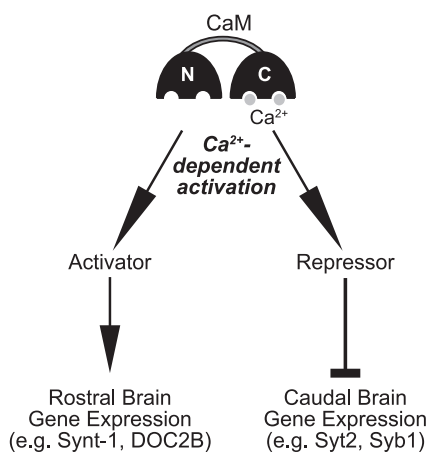 CaM
N C
Ca²⁺
Ca²⁺-
dependent
activation
Activator Repressor
Rostral Brain
Gene Expression
(e.g. Synt-1, DOC2B)
Caudal Brain
Gene Expression
(e.g. Syt2, Syb1)